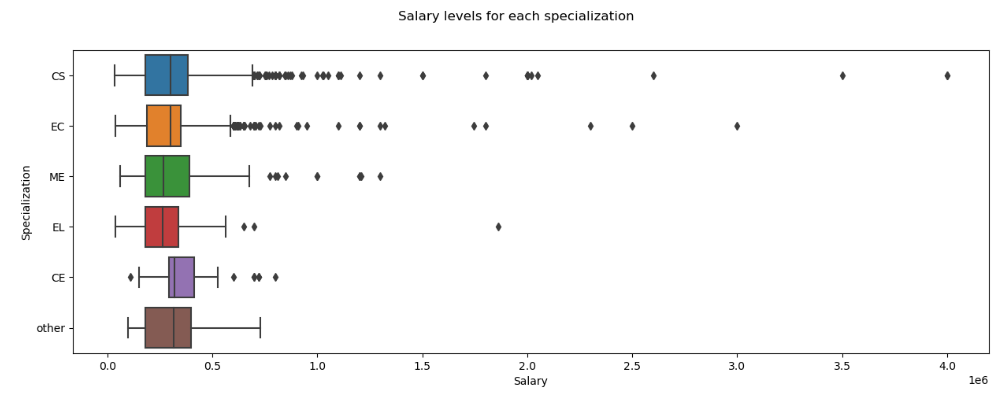 Salary levels for each specialization
Specialization
CS
EC
ME
EL
CE
other
0.0 0.5 1.0 1.5 2.0 2.5 3.0 3.5 4.0
Salary
1e6